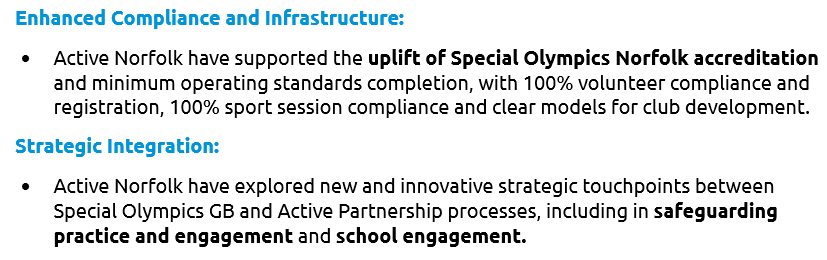 Enhanced Compliance and Infrastructure:
• Active Norfolk have supported the uplift of Special Olympics Norfolk accreditation
and minimum operating standards completion, with 100% volunteer compliance and
registration, 100% sport session compliance and clear models for club development.
Strategic Integration:
• Active Norfolk have explored new and innovative strategic touchpoints between
Special Olympics GB and Active Partnership processes, including in safeguarding
practice and engagement and school engagement.